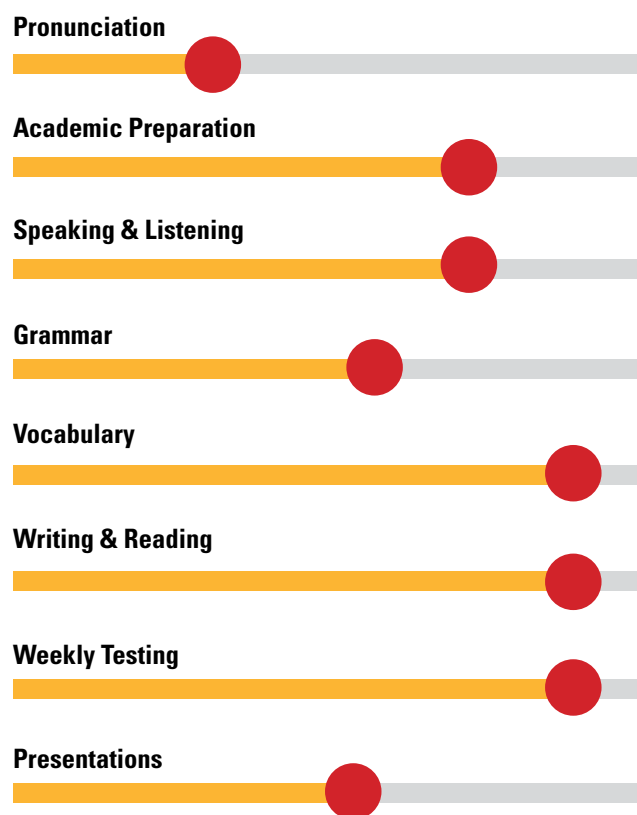 Pronunciation
Academic Preparation
Speaking & Listening
Grammar
Vocabulary
Writing & Reading
Weekly Testing
Presentations